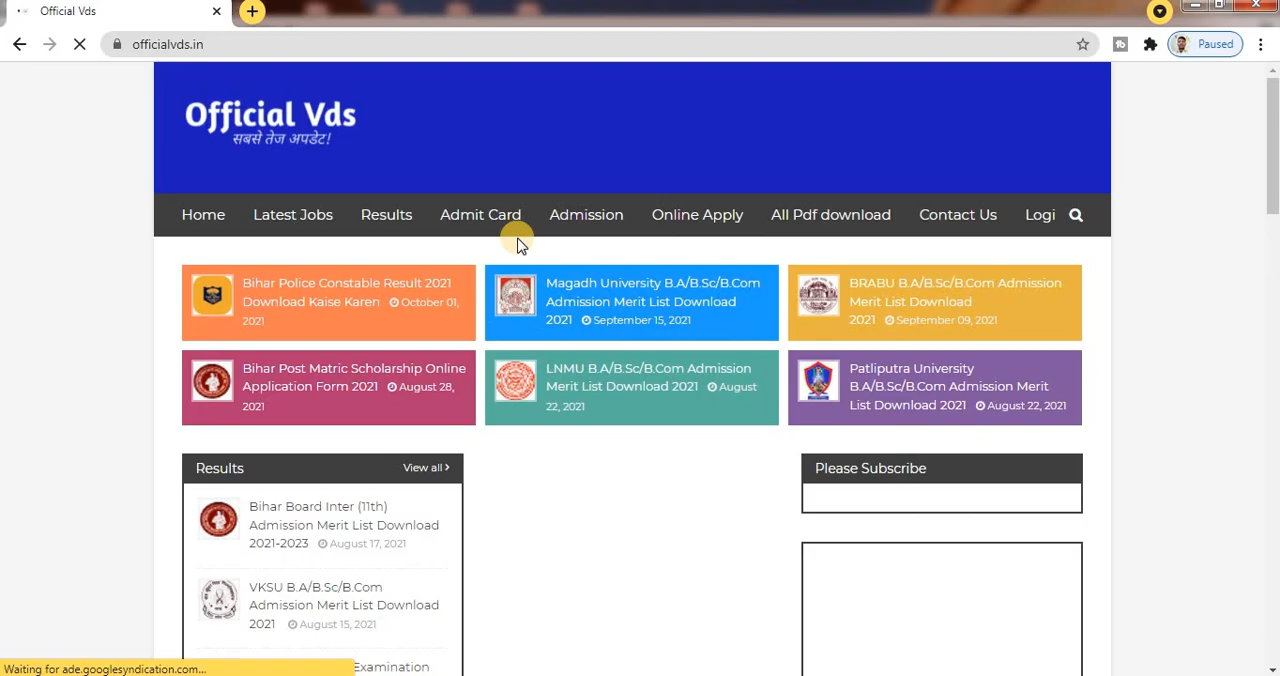 Official Vds
officialvds.in
Paused
Official Vds
सबसे तेज अपडेट!
Home Latest Jobs Results Admit Card Admission Online Apply All Pdf download Contact Us Logi
Bihar Police Constable Result 2021
Download Kaise Karen October 01,
2021
Magadh University B.A/B.Sc/B.Com
Admission Merit List Download
2021 September 15, 2021
BRABU B.A/B.Sc/B.Com Admission
Merit List Download
2021 September 09, 2021
Bihar Post Matric Scholarship Online
Application Form 2021 August 28,
2021
LNMU B.A/B.Sc/B.Com Admission
Merit List Download 2021 August
22, 2021
Patliputra University
B.A/B.Sc/B.Com Admission Merit
List Download 2021 August 22, 2021
Results View all
Please Subscribe
Bihar Board Inter (11th)
Admission Merit List Download
2021-2023 August 17, 2021
VKSU B.A/B.Sc/B.Com
Admission Merit List Download
2021 August 15, 2021
Examination
Waiting for ade.googlesyndication.com...